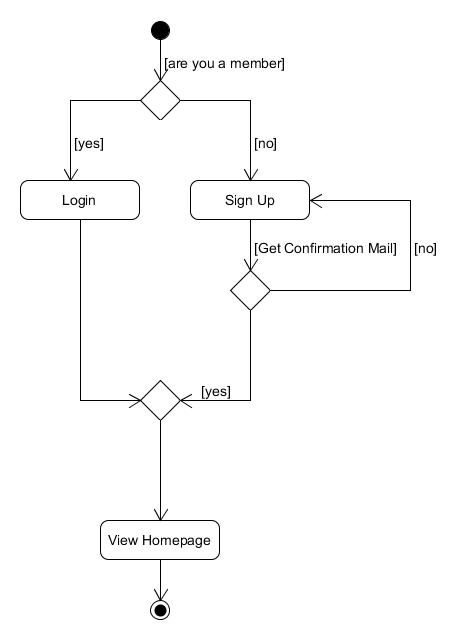 [are you a member]
[yes]
[no]
Login
Sign Up
[Get Confirmation Mail]
[no]
[yes]
View Homepage